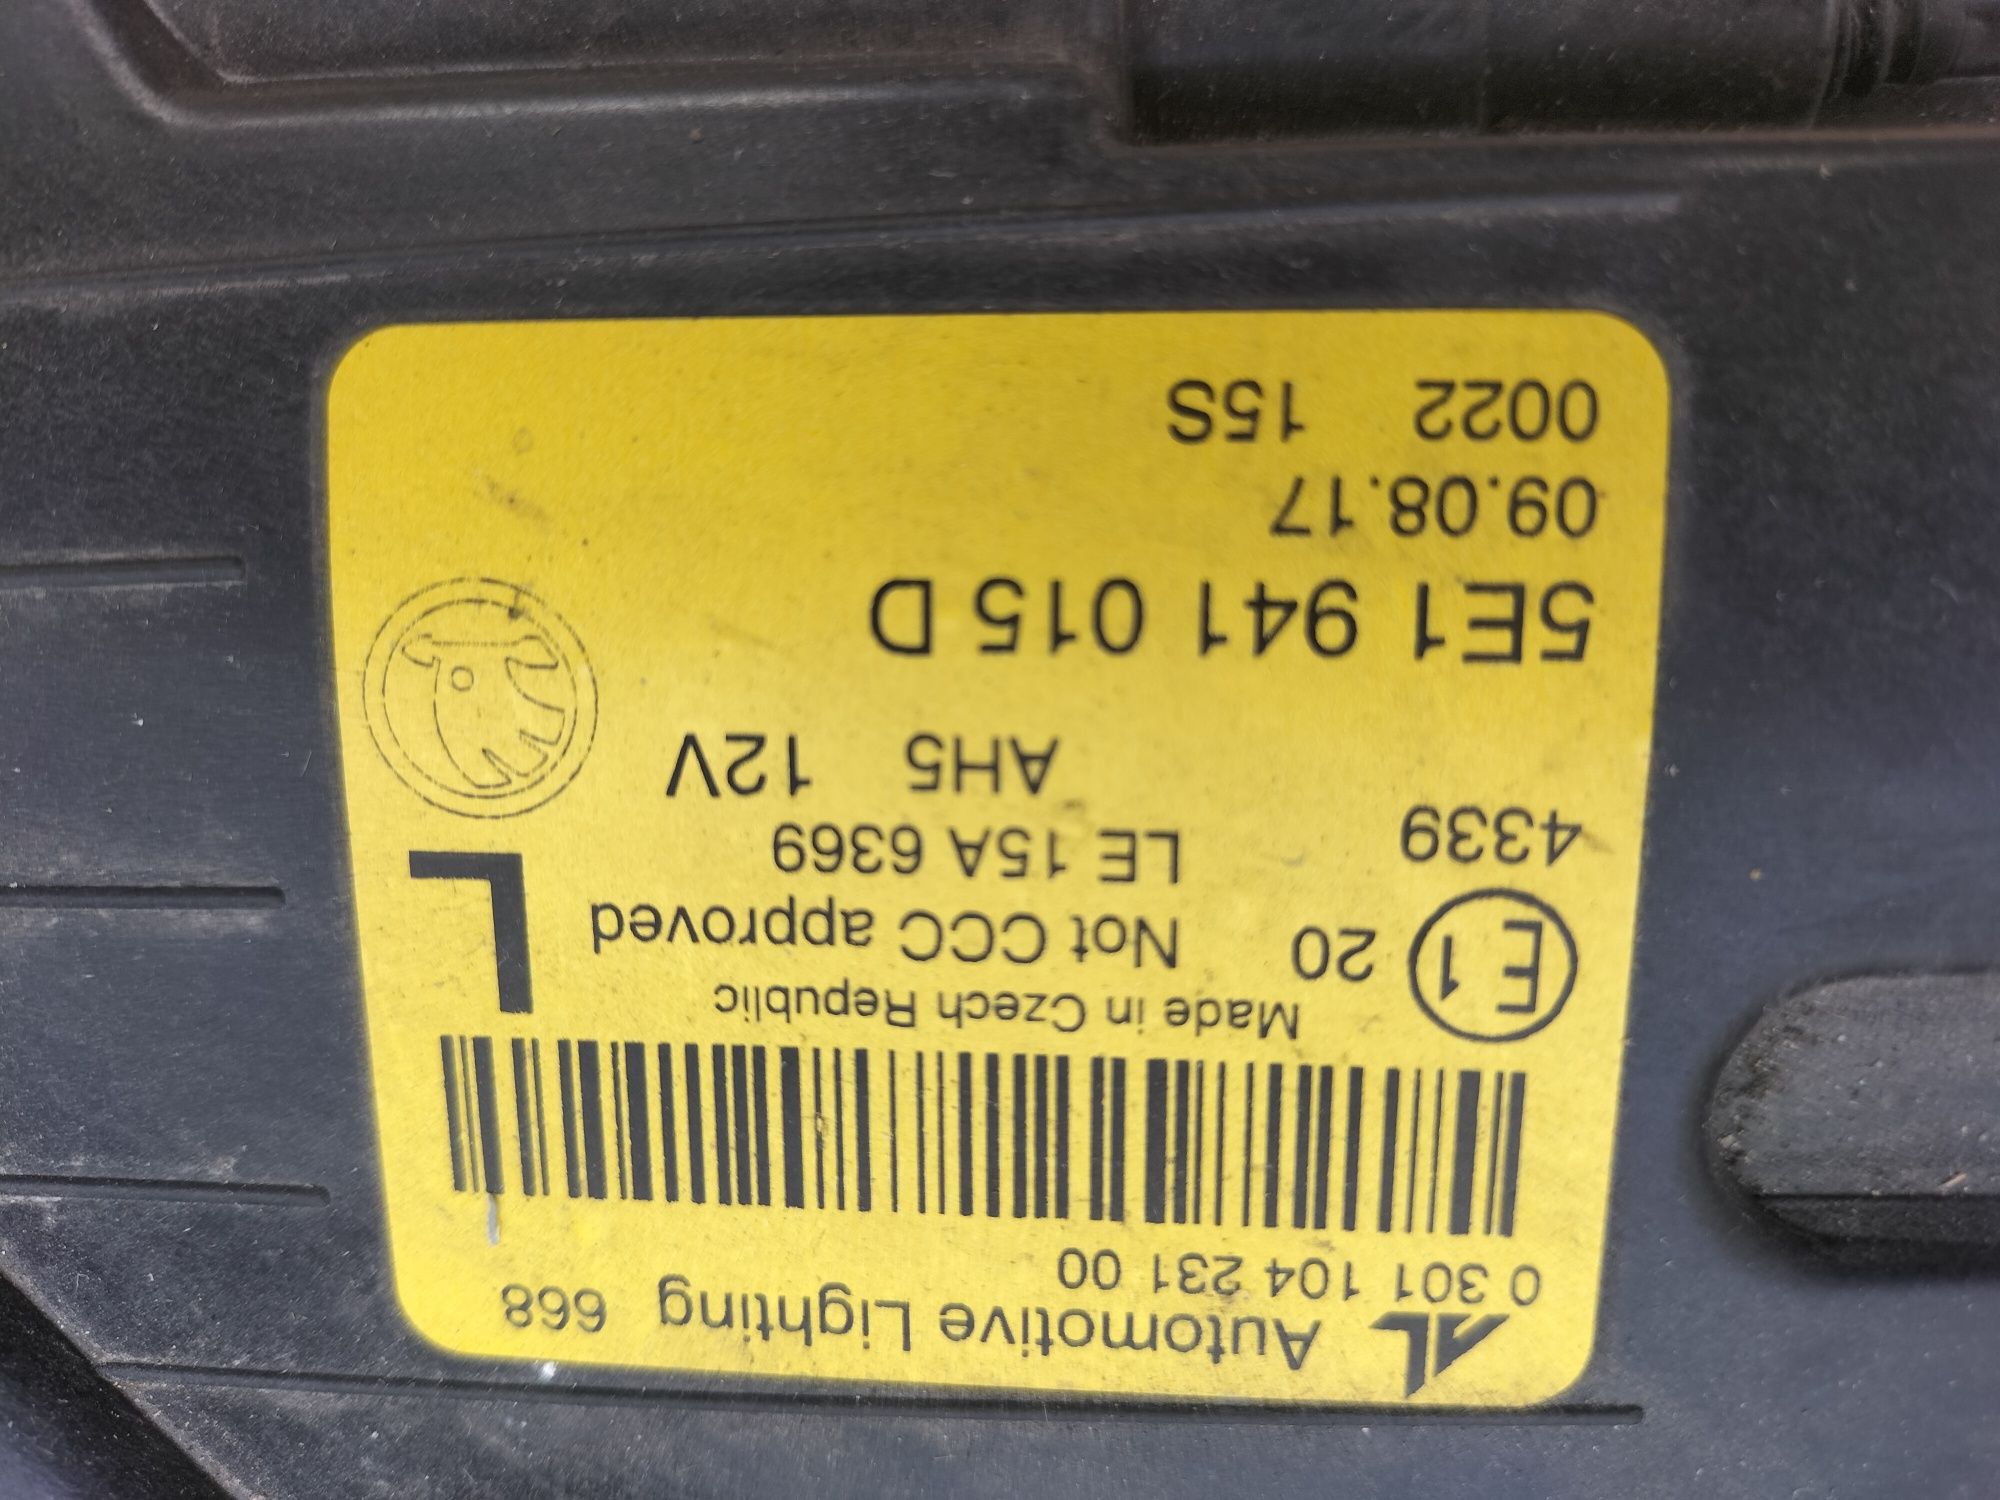 Automotive Lighting 668
0 301 104 231 00
Made in Czech Republic
E1 20 Not CCC approved L
4339 LE 15A 6369
AH5 12V
5E1 941 015 D
09.08.17
0022 15S